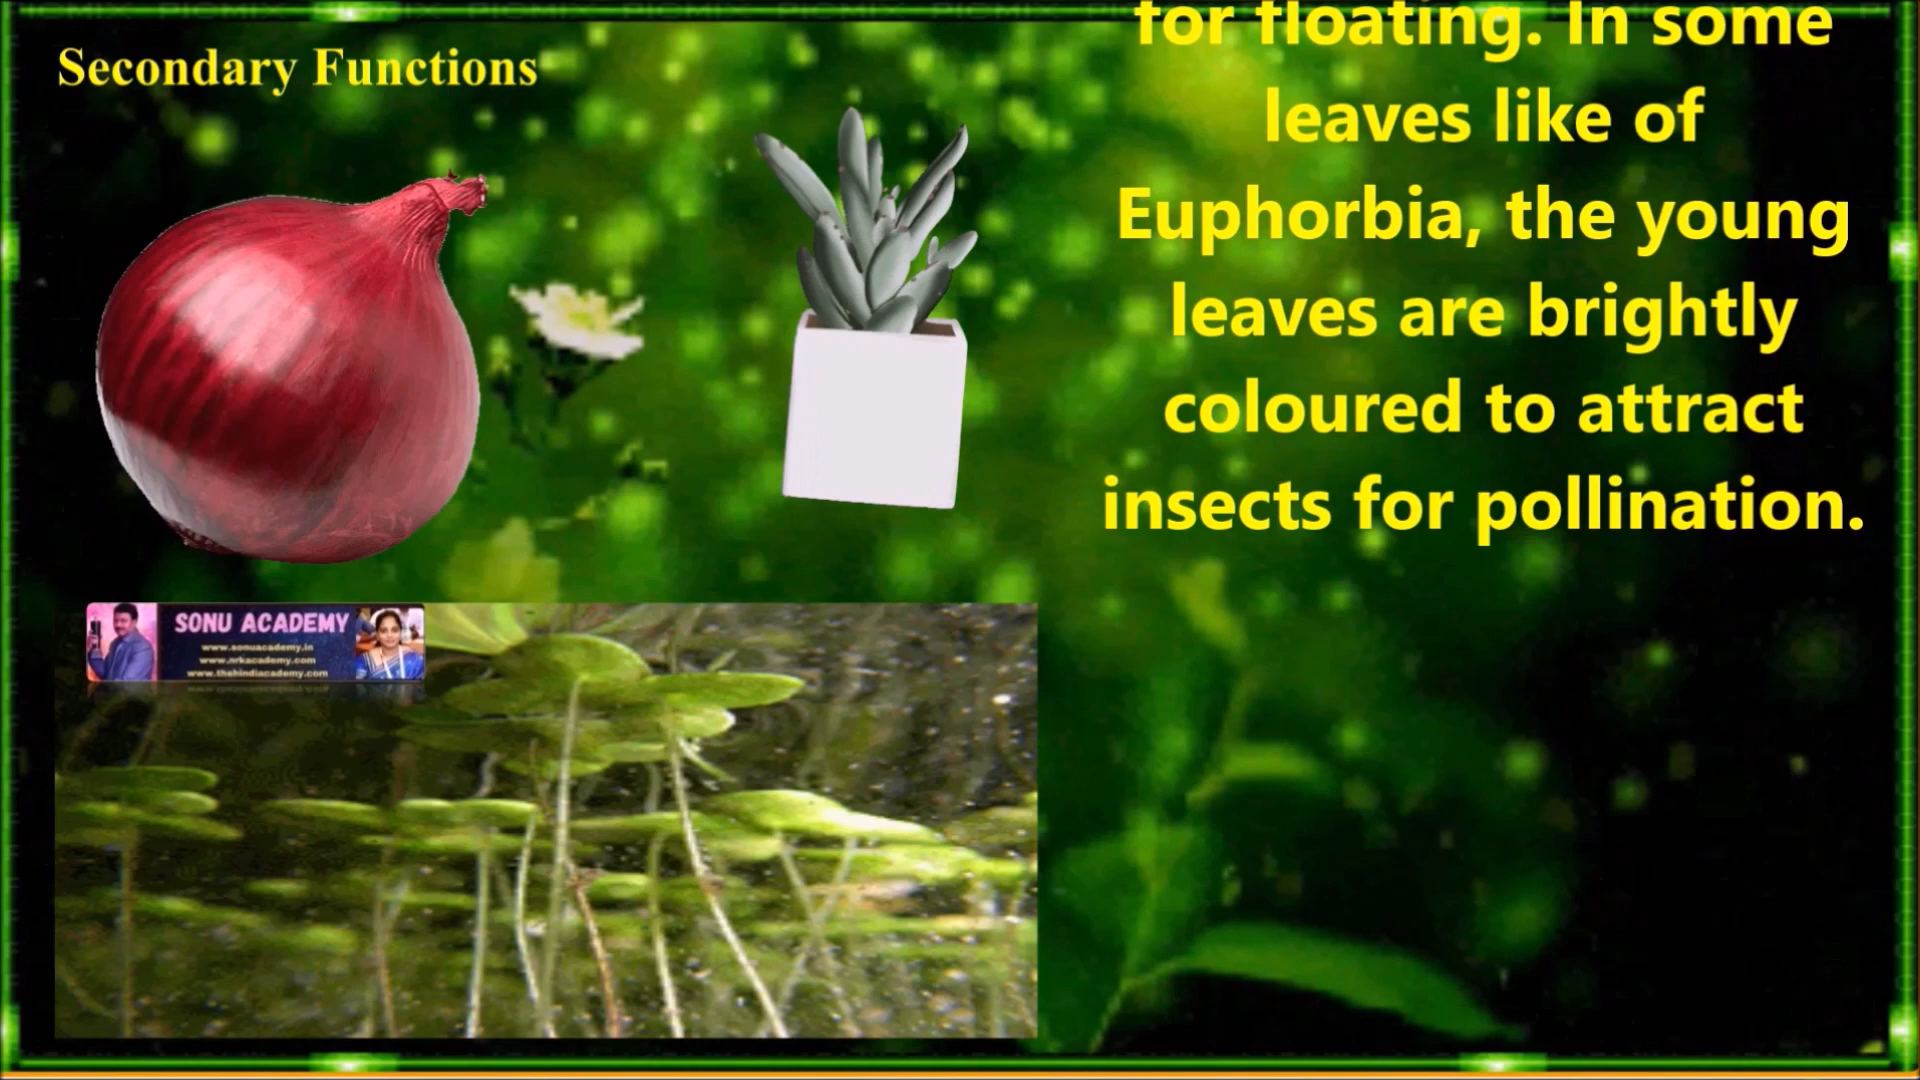 Secondary Functions
for floating. In some
leaves like of
Euphorbia, the young
leaves are brightly
coloured to attract
insects for pollination.
SONU ACADEMY
www.sonuacademy.in
www.nrkacademy.com
www.thehindiacademy.com